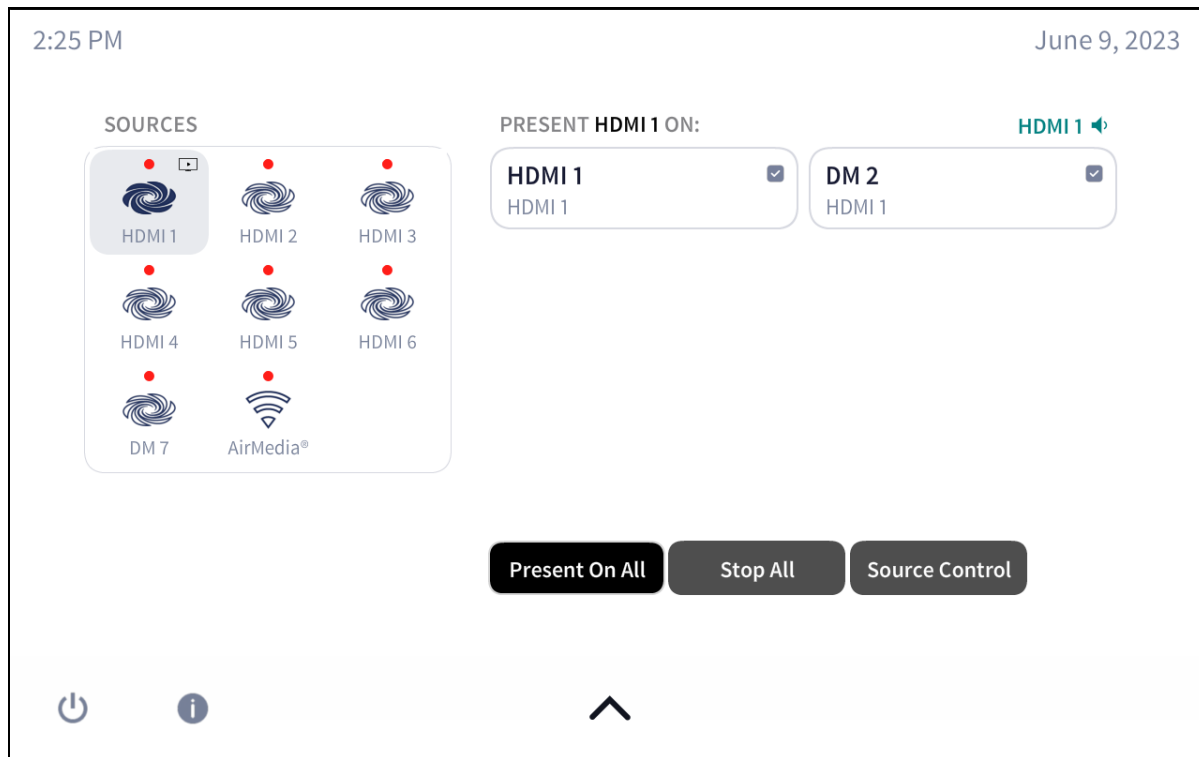 2:25 PM
June 9, 2023
SOURCES
HDMI 1
HDMI 2
HDMI 3
HDMI 4
HDMI 5
HDMI 6
DM 7
AirMedia®
PRESENT HDMI 1 ON:
HDMI 1
HDMI 1
HDMI 1
DM 2
HDMI 1
Present On All
Stop All
Source Control